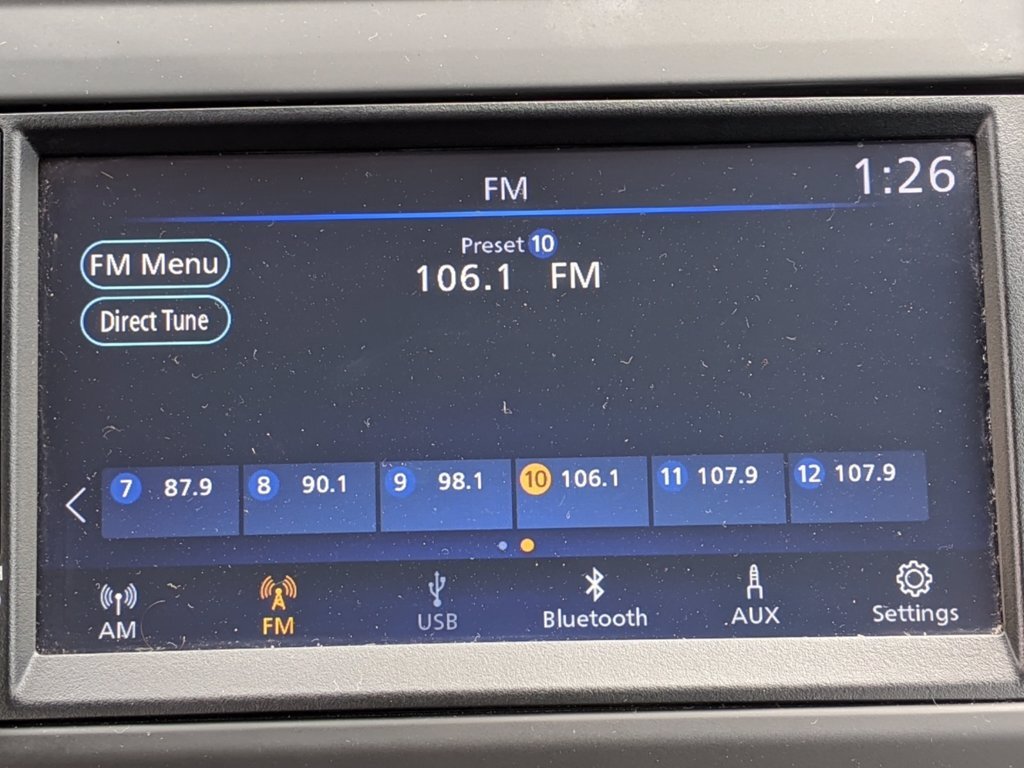 FM
1:26
FM Menu
Preset 10
106.1 FM
Direct Tune
7 87.9 8 90.1 9 98.1 10 106.1 11 107.9 12 107.9
AM FM USB Bluetooth AUX Settings